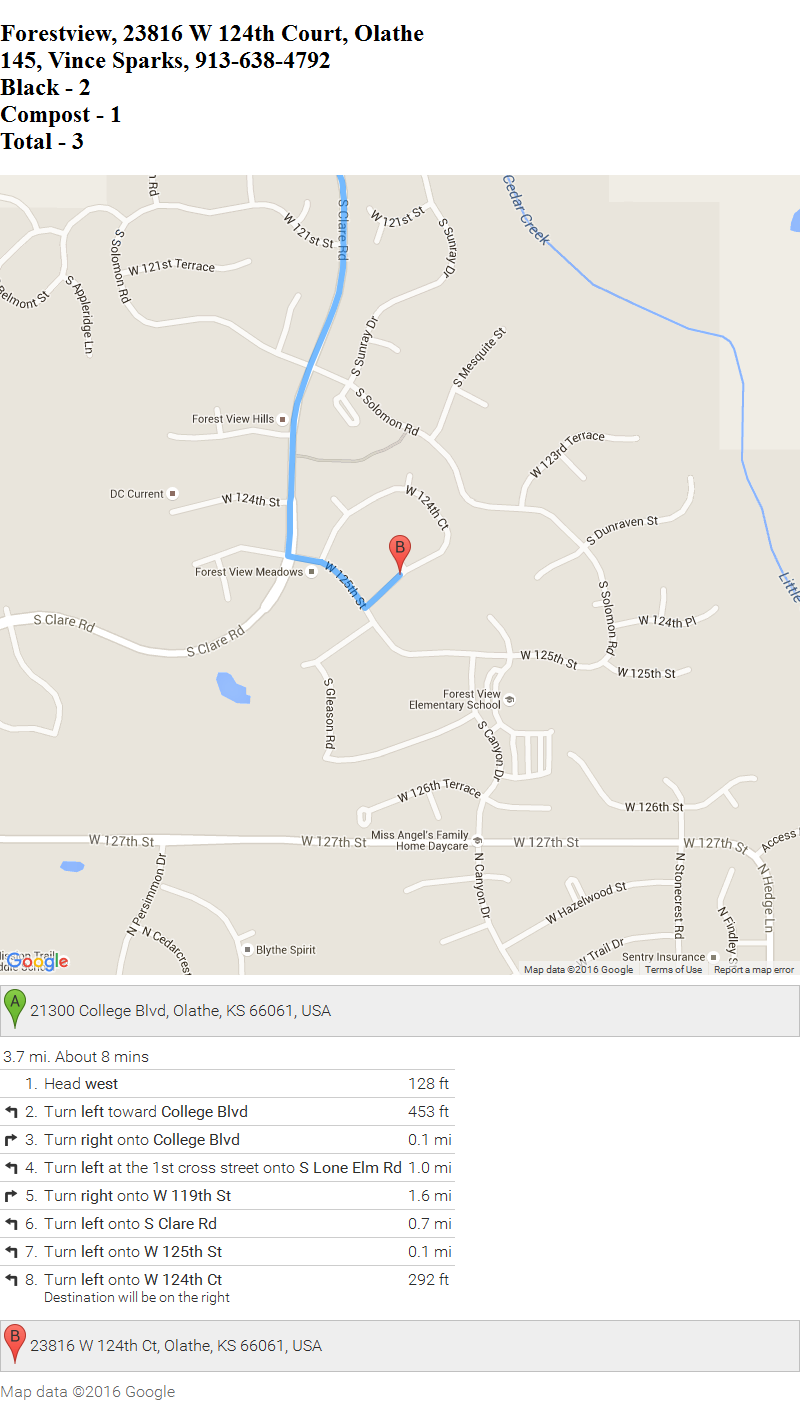 Forestview, 23816 W 124th Court, Olathe
145, Vince Sparks, 913-638-4792
Black - 2
Compost - 1
Total - 3
S Clare Rd
Cedar Creek
W 121st St
W 121st St
S Sunray Dr
S Solomon Rd
W 121st Terrace
Belmont St
S Appleridge Ln
S Sunray Dr
S Mesquite St
S Solomon Rd
Forest View Hills
W 123rd Terrace
DC Current
W 124th St
W 124th Ct
B
S Dunraven St
Forest View Meadows
W 125th St
Little
S Solomon Rd
S Clare Rd
S Clare Rd
W 124th Pl
W 125th St
W 125th St
S Gleason Rd
Forest View
Elementary School
S Canyon Dr
W 126th Terrace
W 126th St
W 127th St
W 127th St
Miss Angel's Family
Home Daycare
W 127th St
W 127th St
Access
N Persimmon Dr
N Canyon Dr
N Stonecrest Rd
N Hedge Ln
W Hazelwood St
N Findley S
N Cedarcres
Blythe Spirit
W Trail Dr
Sentry Insurance
Google
Map data ©2016 Google Terms of Use Report a map error
A 21300 College Blvd, Olathe, KS 66061, USA
3.7 mi. About 8 mins
1. Head west 128 ft
2. Turn left toward College Blvd 453 ft
3. Turn right onto College Blvd 0.1 mi
4. Turn left at the 1st cross street onto S Lone Elm Rd 1.0 mi
5. Turn right onto W 119th St 1.6 mi
6. Turn left onto S Clare Rd 0.7 mi
7. Turn left onto W 125th St 0.1 mi
8. Turn left onto W 124th Ct 292 ft
Destination will be on the right
B 23816 W 124th Ct, Olathe, KS 66061, USA
Map data ©2016 Google